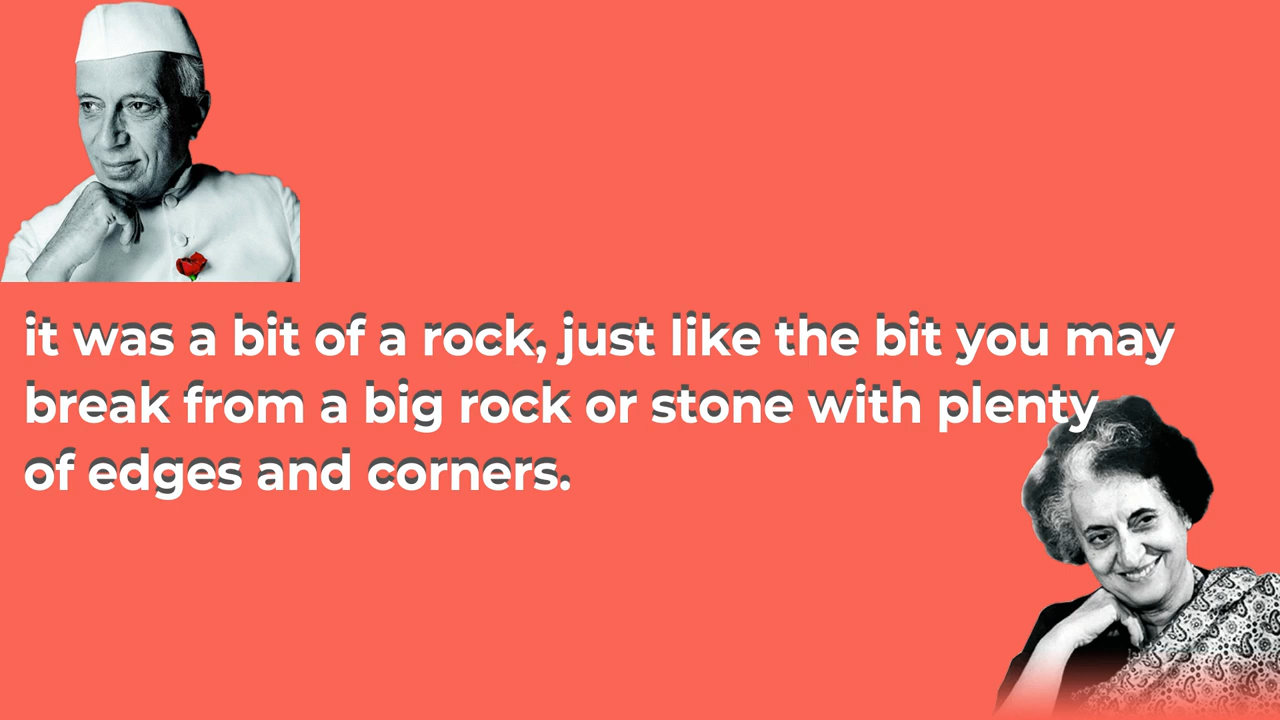 it was a bit of a rock, just like the bit you may
break from a big rock or stone with plenty
of edges and corners.